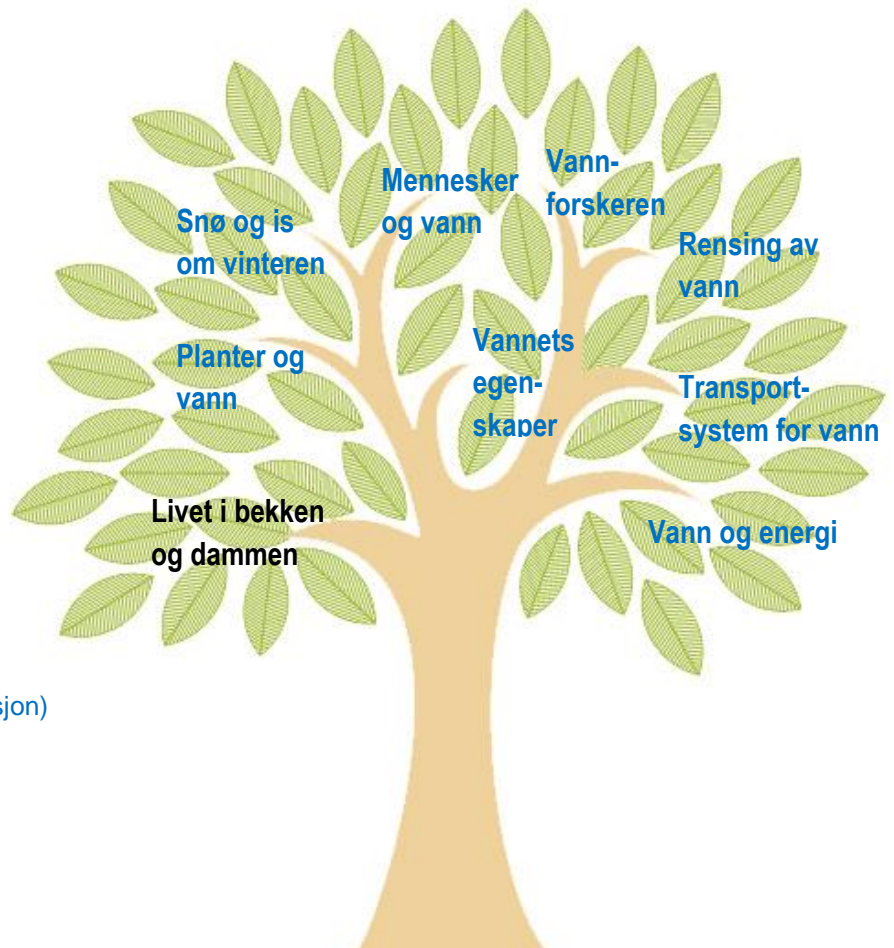 Mennesker
og vann
Vann-
forskeren
Snø og is
om vinteren
Rensing av
vann
Planter og
vann
Vannets
egen-
skaper
Transport-
system for vann
Livet i bekken
og dammen
Vann og energi
sjon)